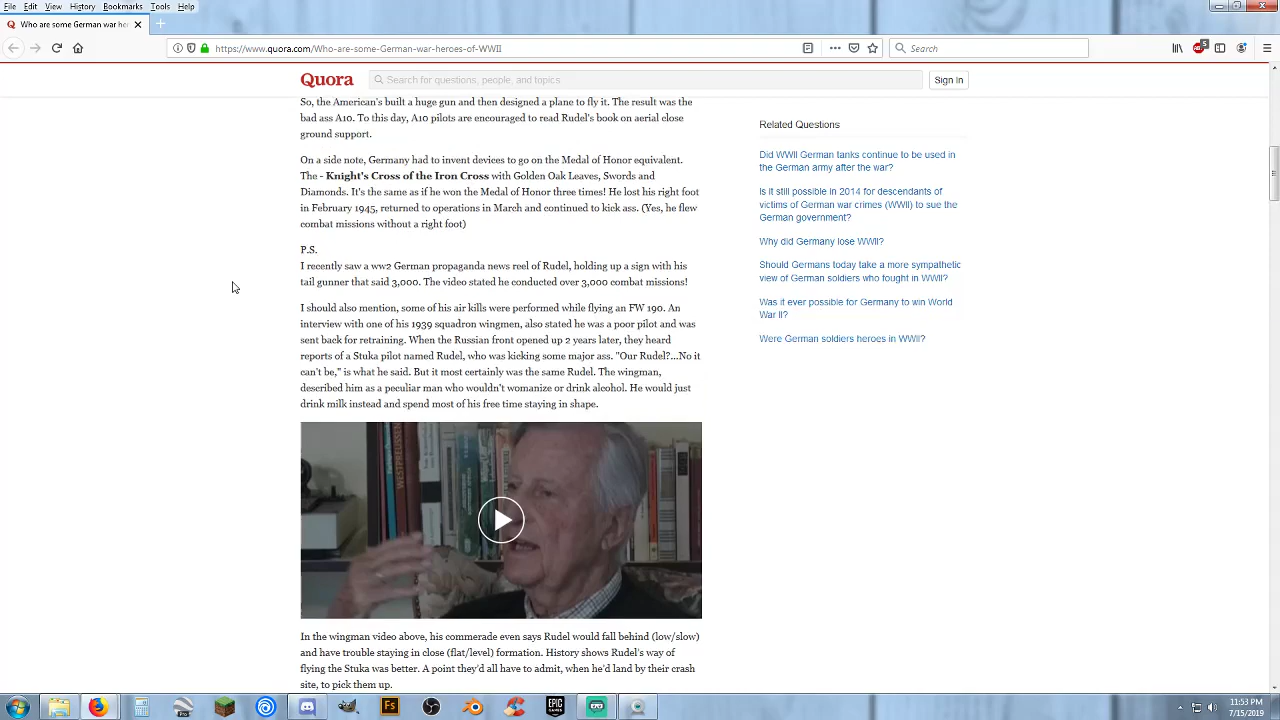 File Edit View History Bookmarks Tools Help
Who are some German war her
https://www.quora.com/Who-are-some-German-war-heroes-of-WWII
Search
5
Quora
Search for questions, people, and topics
Sign In
So, the American's built a huge gun and then designed a plane to fly it. The result was the
bad ass A10. To this day, A10 pilots are encouraged to read Rudel's book on aerial close
ground support.
On a side note, Germany had to invent devices to go on the Medal of Honor equivalent.
The - Knight's Cross of the Iron Cross with Golden Oak Leaves, Swords and
Diamonds. It's the same as if he won the Medal of Honor three times! He lost his right foot
in February 1945, returned to operations in March and continued to kick ass. (Yes, he flew
combat missions without a right foot)
P.S.
I recently saw a ww2 German propaganda news reel of Rudel, holding up a sign with his
tail gunner that said 3,000. The video stated he conducted over 3,000 combat missions!
I should also mention, some of his air kills were performed while flying an FW 190. An
interview with one of his 1939 squadron wingmen, also stated he was a poor pilot and was
sent back for retraining. When the Russian front opened up 2 years later, they heard
reports of a Stuka pilot named Rudel, who was kicking some major ass. "Our Rudel?...No it
can't be," is what he said. But it most certainly was the same Rudel. The wingman,
described him as a peculiar man who wouldn't womanize or drink alcohol. He would just
drink milk instead and spend most of his free time staying in shape.
WESTPREUSSEN
In the wingman video above, his commerade even says Rudel would fall behind (low/slow)
and have trouble staying in close (flat/level) formation. History shows Rudel's way of
flying the Stuka was better. A point they'd all have to admit, when he'd land by their crash
site, to pick them up.
Related Questions
Did WWII German tanks continue to be used in
the German army after the war?
Is it still possible in 2014 for descendants of
victims of German war crimes (WWII) to sue the
German government?
Why did Germany lose WWII?
Should Germans today take a more sympathetic
view of German soldiers who fought in WWII?
Was it ever possible for Germany to win World
War II?
Were German soldiers heroes in WWII?
Pro
Fs
EPIC
GAMES
11:53 PM
7/15/2019